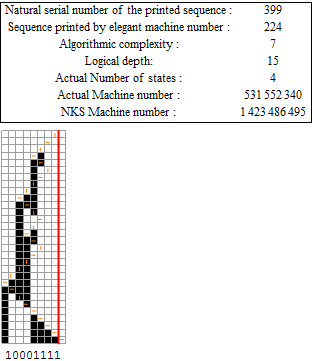 Natural serial number of the printed sequence : 399
Sequence printed by elegant machine number : 224
Algorithmic complexity : 7
Logical depth: 15
Actual Number of states : 4
Actual Machine number : 531 552 340
NKS Machine number : 1 423 486 495
10001111